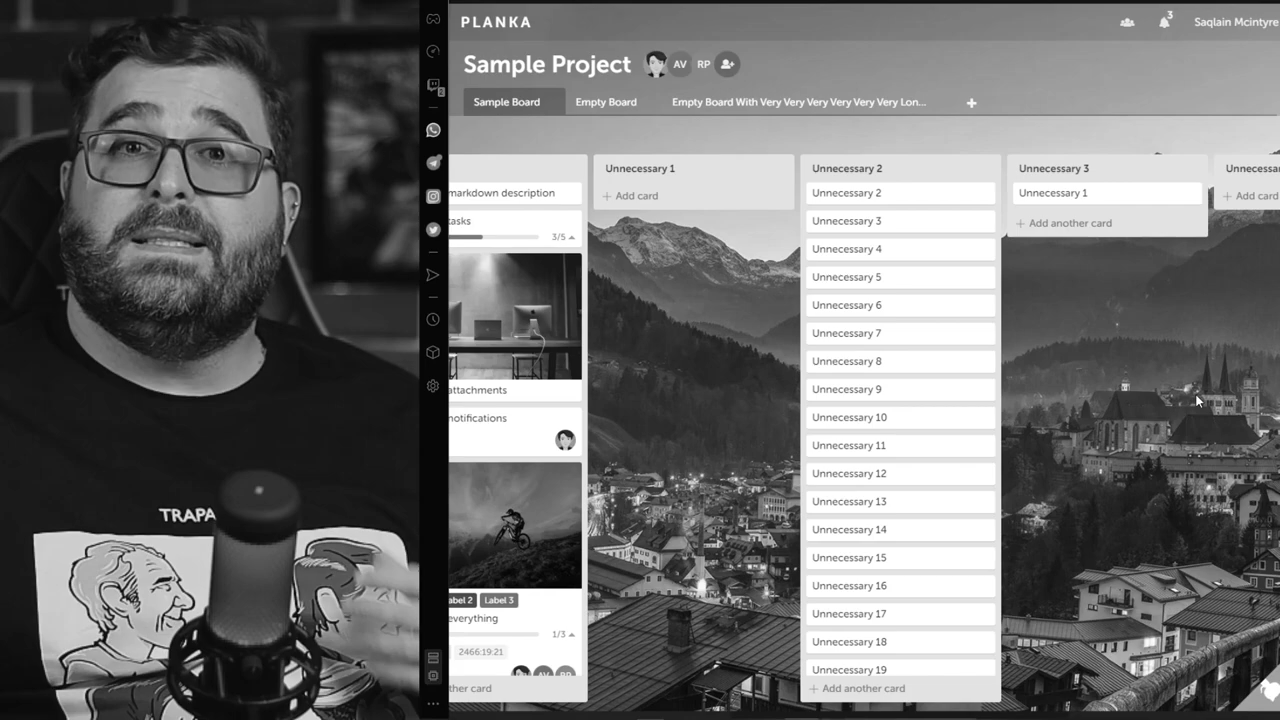 PLANKA
3
Saqlain Mcintyre
Sample Project
AV
RP
Sample Board
Empty Board
Empty Board With Very Very Very Very Very Very Lon...
markdown description
tasks
3/5
attachments
notifications
abel 2
Label 3
everything
1/3
2466:19:21
AV
RP
ther card
Unnecessary 1
+ Add card
Unnecessary 2
Unnecessary 2
Unnecessary 3
Unnecessary 4
Unnecessary 5
Unnecessary 6
Unnecessary 7
Unnecessary 8
Unnecessary 9
Unnecessary 10
Unnecessary 11
Unnecessary 12
Unnecessary 13
Unnecessary 14
Unnecessary 15
Unnecessary 16
Unnecessary 17
Unnecessary 18
Unnecessary 19
+ Add another card
Unnecessary 3
Unnecessary 1
+ Add another card
Unnecessa
+ Add card
2
TRAPA